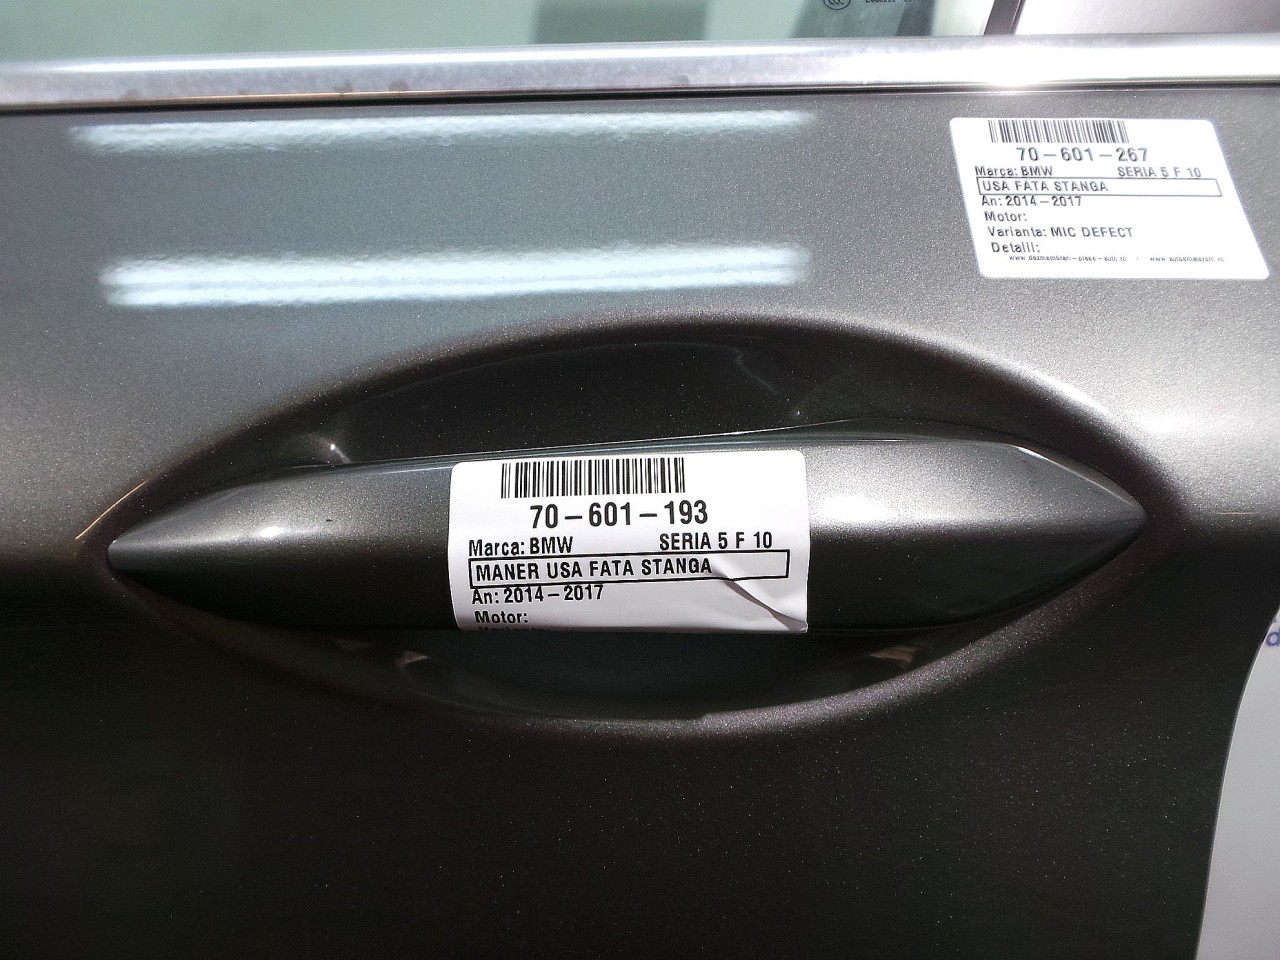 70-601-267
Marca: BMW SERIA 5 F 10
USA FATA STANGA
An: 2014-2017
Motor:
Varianta: MIC DEFECT
Detalii:
70-601-193
Marca: BMW SERIA 5 F 10
MANER USA FATA STANGA
An: 2014-2017
Motor: